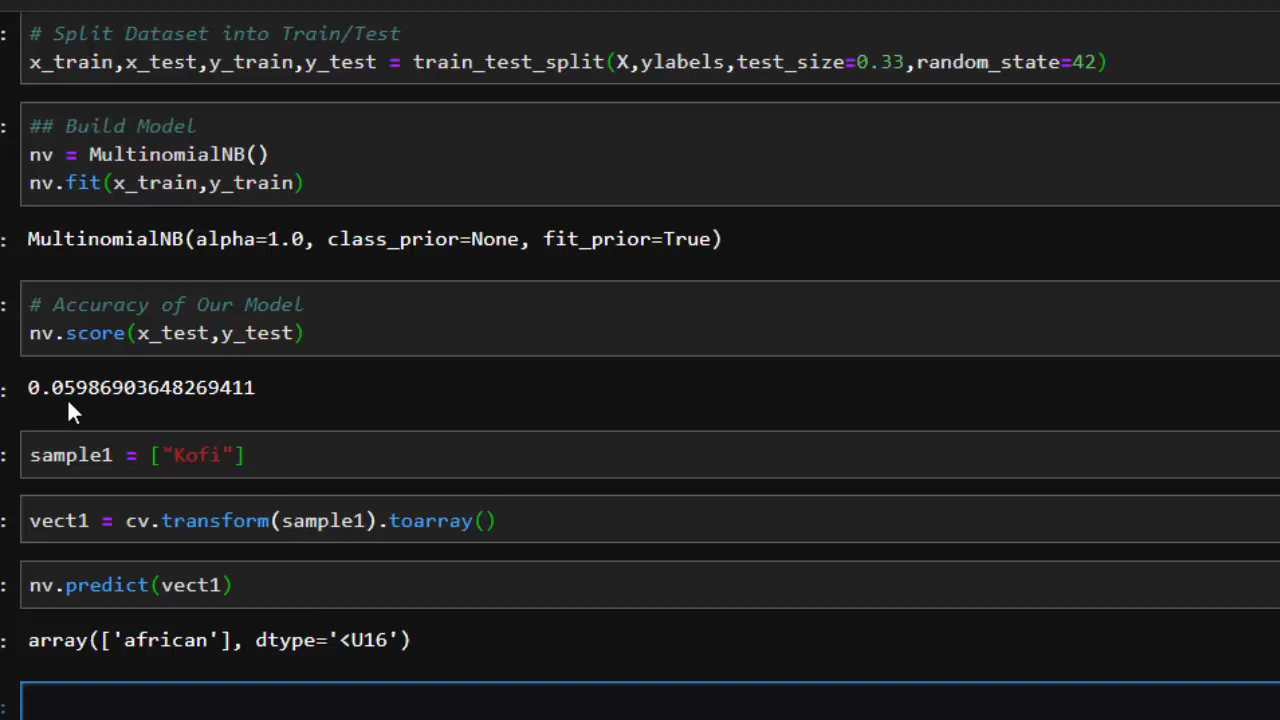 : # Split Dataset into Train/Test
x_train,x_test,y_train,y_test = train_test_split(X,ylabels,test_size=0.33,random_state=42)
: ## Build Model
nv = MultinomialNB()
nv.fit(x_train,y_train)
: MultinomialNB(alpha=1.0, class_prior=None, fit_prior=True)
: # Accuracy of Our Model
nv.score(x_test,y_test)
: 0.05986903648269411
: sample1 = ["Kofi"]
: vect1 = cv.transform(sample1).toarray()
: nv.predict(vect1)
: array(['african'], dtype='<U16')
: